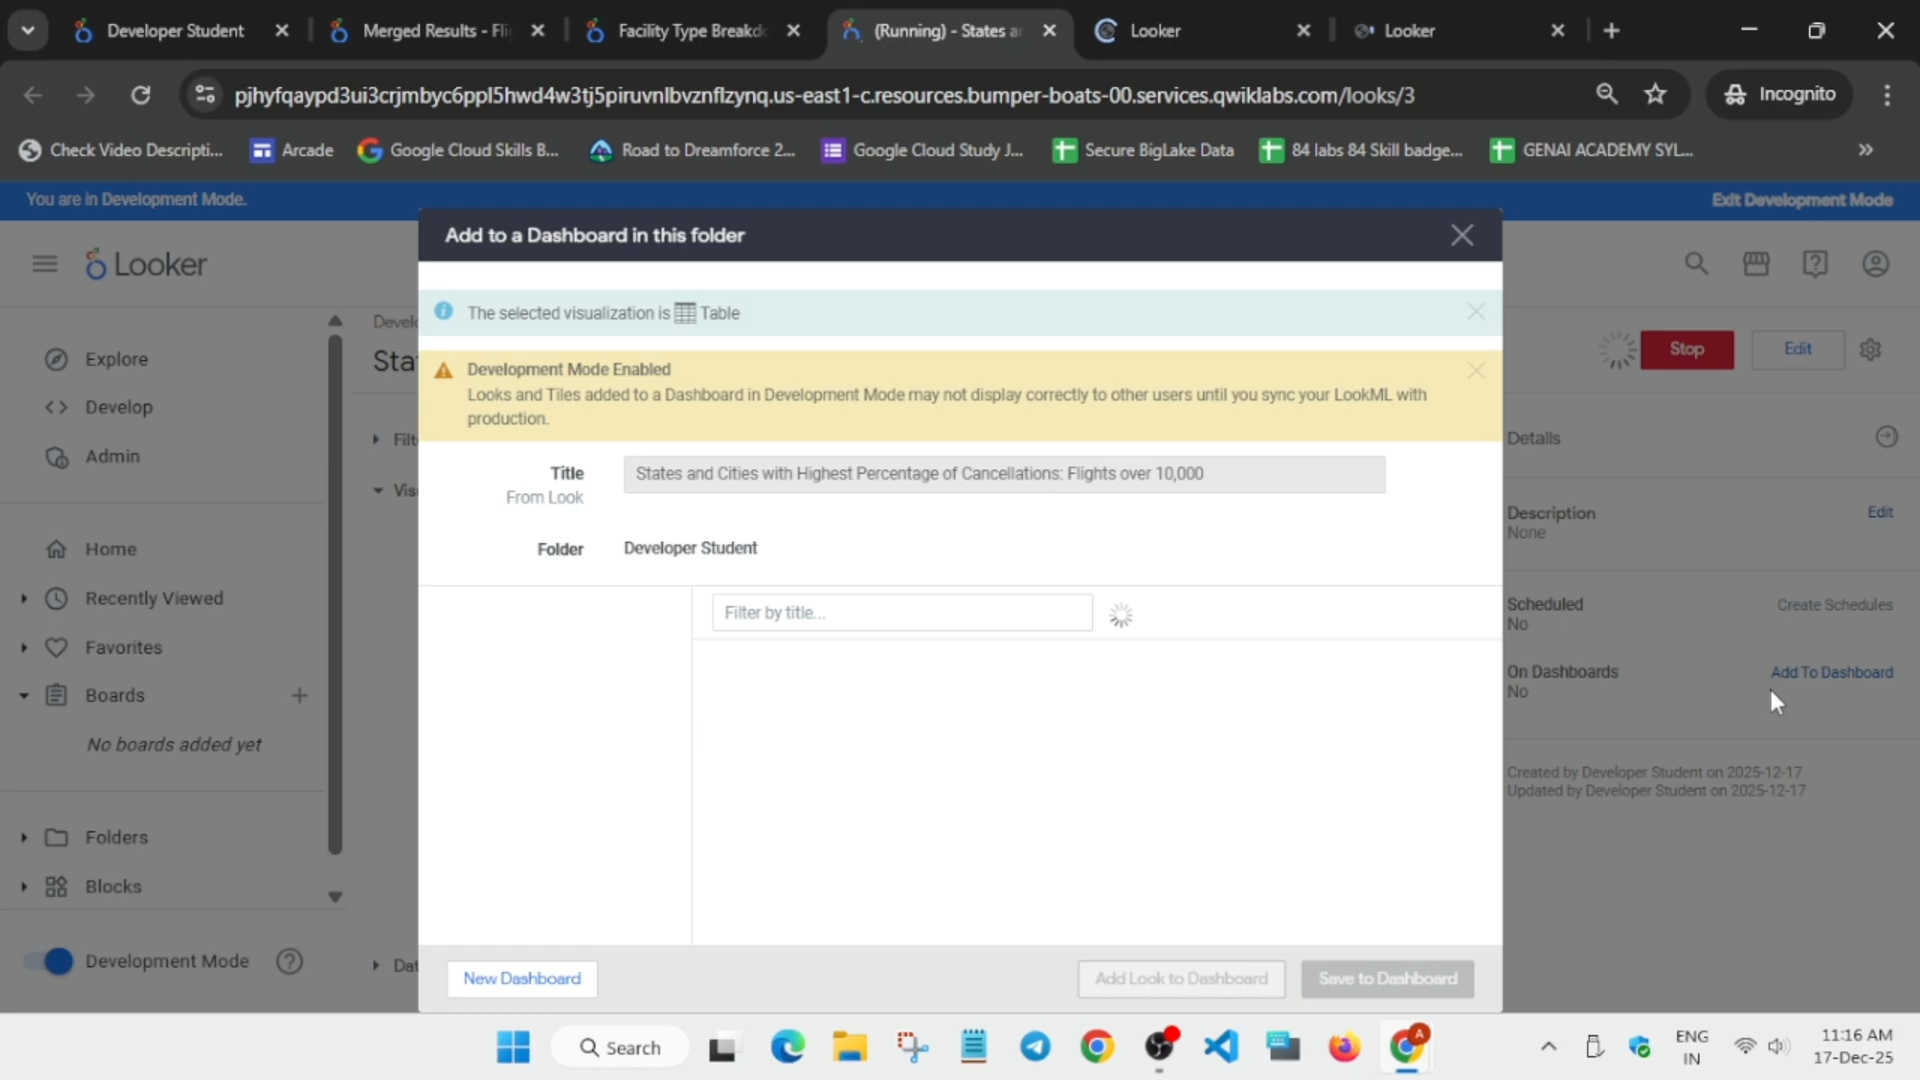 Developer Student
Merged Results - Fli
Facility Type Breakd
(Running) - States a
Looker
Looker
pjhyfqaypd3ui3crjmbyc6ppl5hwd4w3tj5piruvnlbvznflzynq.us-east1-c.resources.bumper-boats-00.services.qwiklabs.com/looks/3
Incognito
Check Video Descripti...
Arcade
Google Cloud Skills B...
Road to Dreamforce 2...
Google Cloud Study J...
Secure BigLake Data
84 labs 84 Skill badge...
GENAI ACADEMY SYL...
You are in Development Mode.
Exit Development Mode
Looker
Add to a Dashboard in this folder
The selected visualization is Table
Development Mode Enabled
Looks and Tiles added to a Dashboard in Development Mode may not display correctly to other users until you sync your LookML with
production.
Title
From Look
States and Cities with Highest Percentage of Cancellations: Flights over 10,000
Folder
Developer Student
Filter by title...
New Dashboard
Add Look to Dashboard
Save to Dashboard
Explore
Develop
Admin
Home
Recently Viewed
Favorites
Boards
No boards added yet
Folders
Blocks
Development Mode
Develo
Sta
Filt
Vis
Dat
Stop
Edit
Details
Description
Edit
None
Scheduled
Create Schedules
No
On Dashboards
Add To Dashboard
No
Created by Developer Student on 2025-12-17
Updated by Developer Student on 2025-12-17
Search
A
ENG
IN
11:16 AM
17-Dec-25